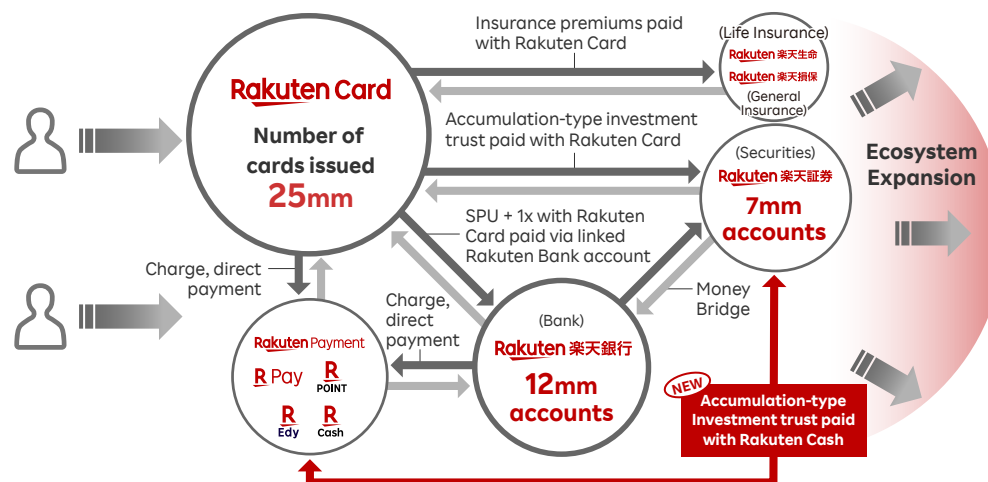 Insurance premiums paid
with Rakuten Card
(Life Insurance)
Rakuten 楽天生命
Rakuten 楽天損保
(General
Insurance)
Rakuten Card
Number of
cards issued
25mm
Accumulation-type investment
trust paid with Rakuten Card
(Securities)
Rakuten 楽天証券
7mm
accounts
Ecosystem
Expansion
SPU + 1x with Rakuten
Card paid via linked
Rakuten Bank account
Charge, direct
payment
Charge,
direct
payment
Money
Bridge
Rakuten Payment
R Pay
R
POINT
R
Edy
R
Cash
(Bank)
Rakuten 楽天銀行
12mm
accounts
NEW
Accumulation-type
Investment trust paid
with Rakuten Cash